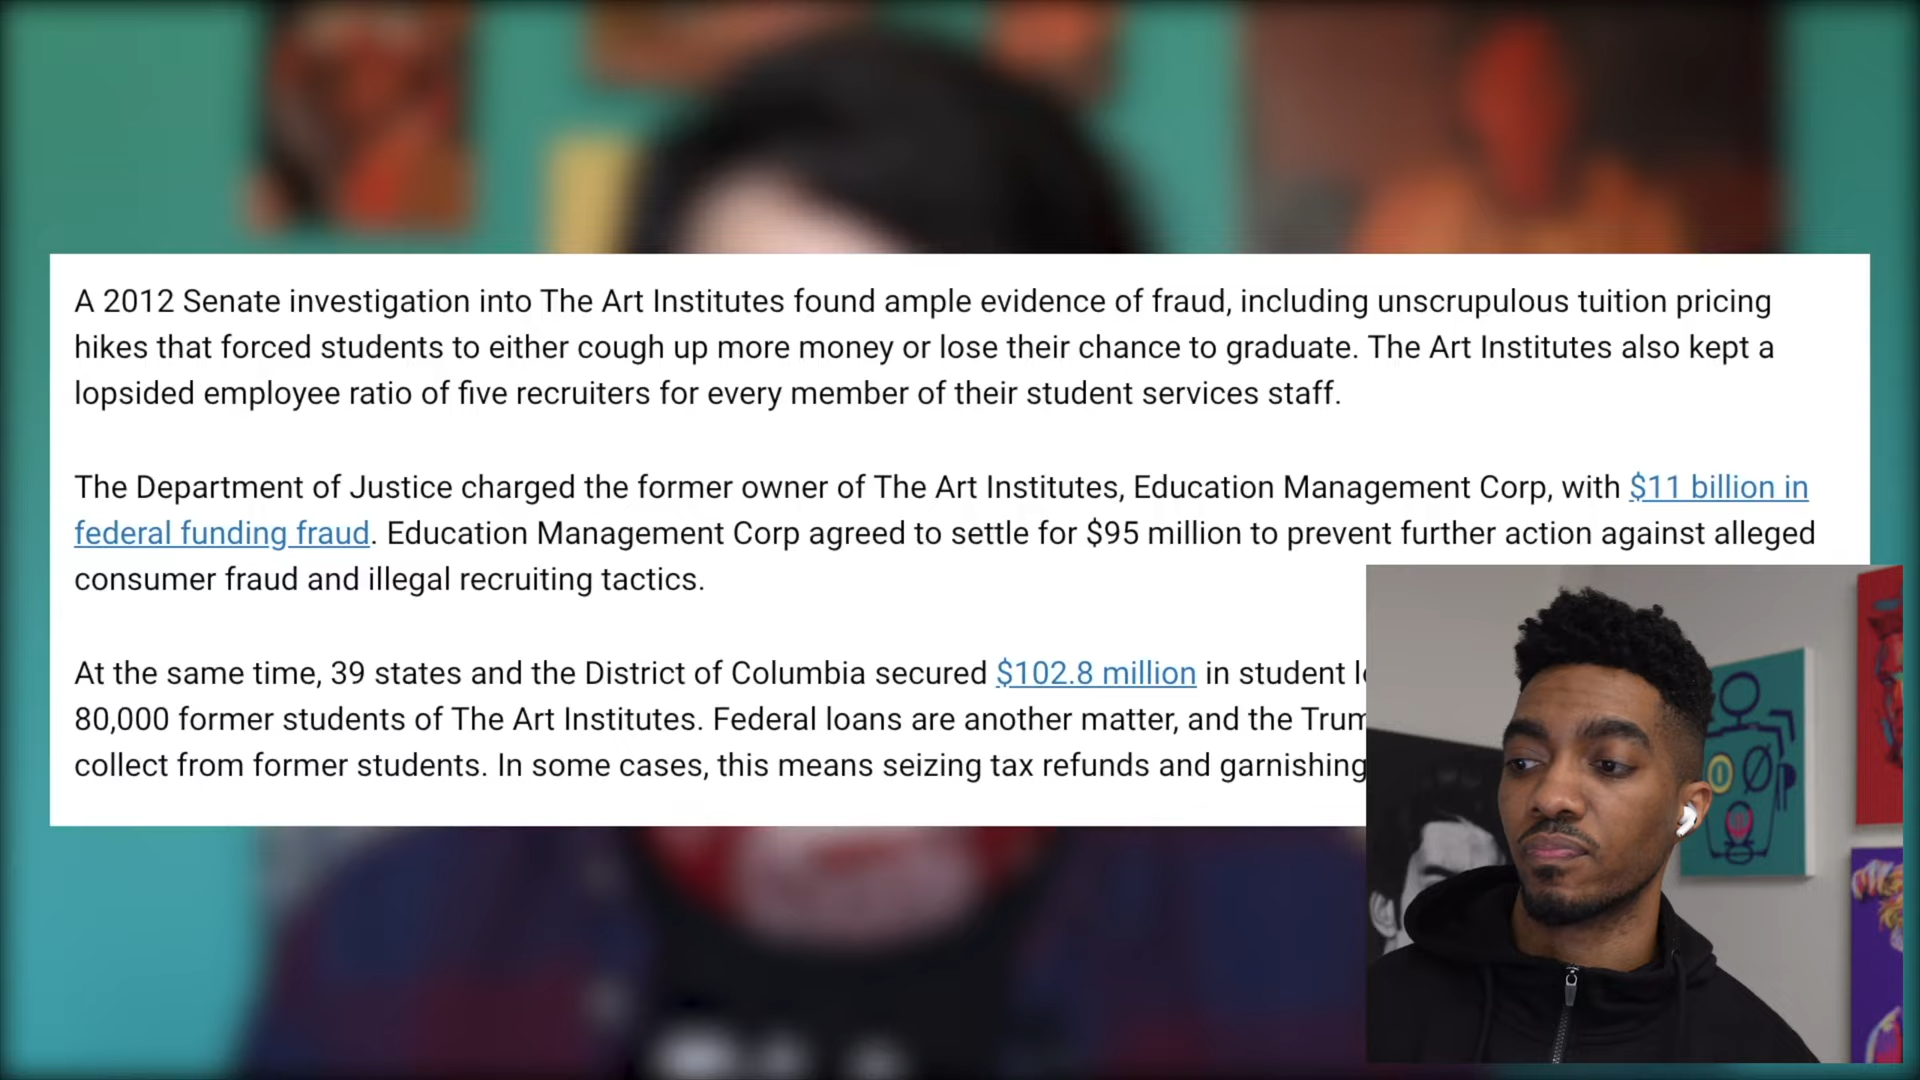 A 2012 Senate investigation into The Art Institutes found ample evidence of fraud, including unscrupulous tuition pricing
hikes that forced students to either cough up more money or lose their chance to graduate. The Art Institutes also kept a
lopsided employee ratio of five recruiters for every member of their student services staff.
The Department of Justice charged the former owner of The Art Institutes, Education Management Corp, with $11 billion in
federal funding fraud. Education Management Corp agreed to settle for $95 million to prevent further action against alleged
consumer fraud and illegal recruiting tactics.
At the same time, 39 states and the District of Columbia secured $102.8 million in student
80,000 former students of The Art Institutes. Federal loans are another matter, and the
collect from former students. In some cases, this means seizing tax refunds and garnishing